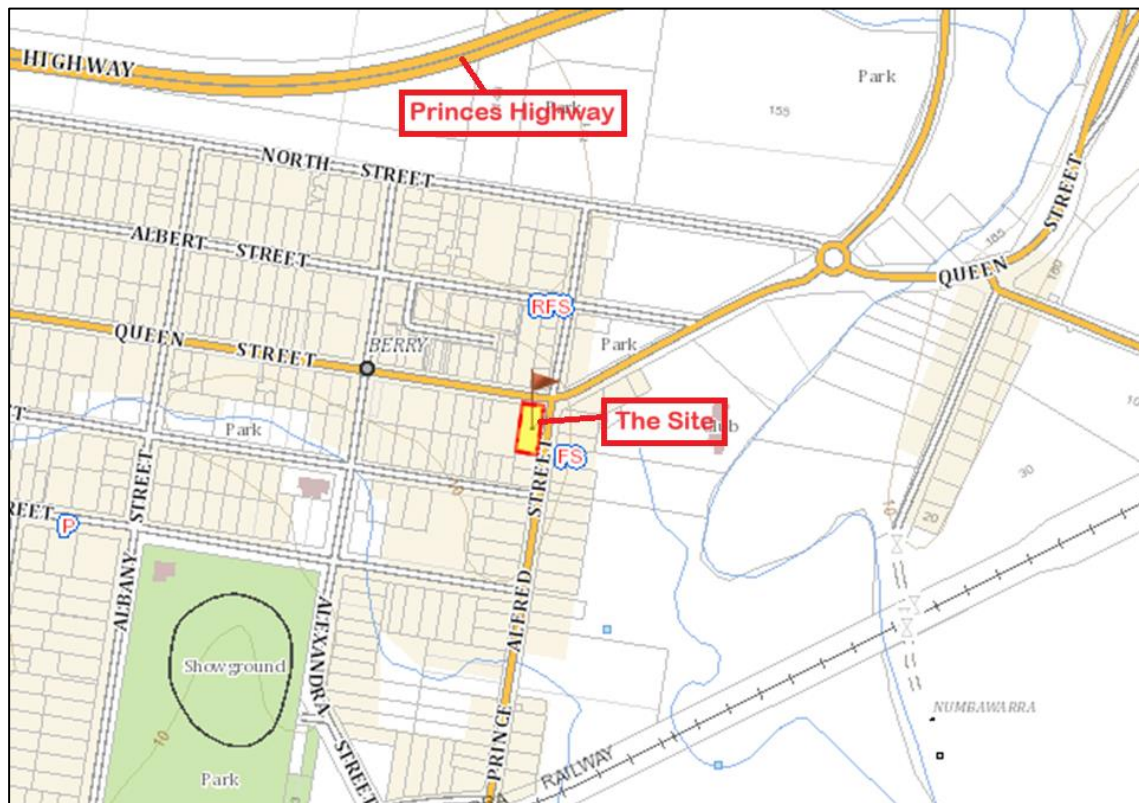 HIGHWAY
Princes Highway
Park
Park
155
NORTH STREET
ALBERT STREET
QUEEN STREET
BERRY
RFS
Park
QUEEN STREET
185
180
The Site
FS
Park
P
ALBANY STREET
ALEXANDRA STREET
PRINCE ALFRED STREET
Showground
10
Park
10
30
20
RAILWAY
NUMBAWARRA